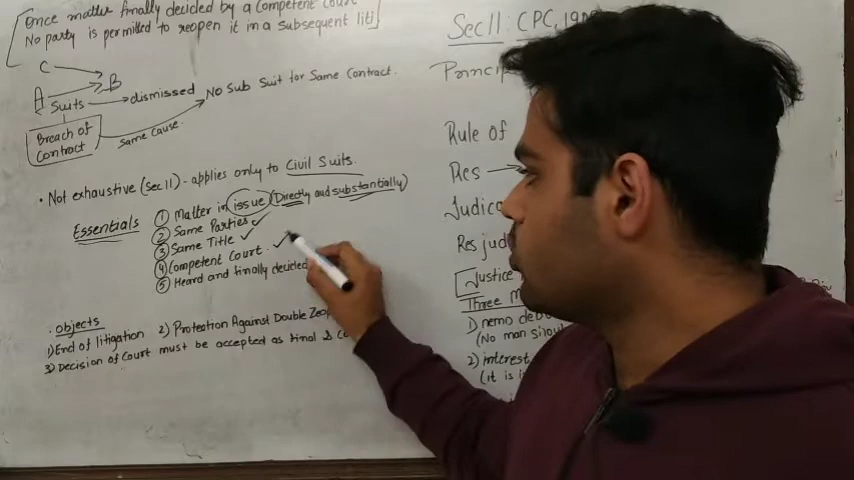 Once matter finally decided by a Competent Court
No party is permitted to reopen it in a subsequent liti
C
A B
Suits dismissed No Sub Suit for Same Contract.
Breach of
Contract
Same cause.
• Not exhaustive (Sec 11) - applies only to Civil Suits.
Essentials
① Matter in issue (Directly and substantially)
② Same Parties
③ Same Title
④ Competent Court.
⑤ Heard and finally decided
• Objects
1) End of litigation 2) Protection Against Double
3) Decision of Court must be accepted as final &
Sec 11: CPC,
Princip
Rule of
Res
Judic
Res jud
Justice
Three M
1) nemo deb
(No man shou
2) interest
(it is i